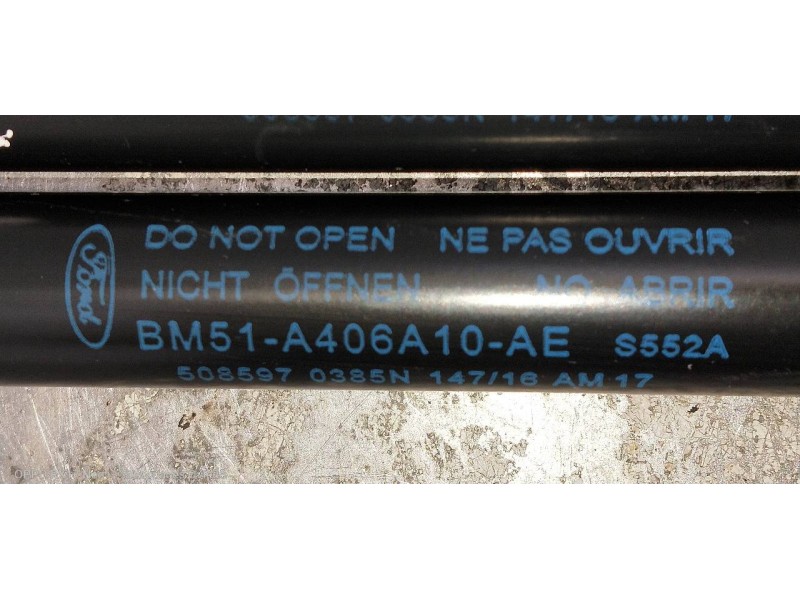 DO NOT OPEN NE PAS OUVRIR
NICHT ÖFFNEN NO ABRIR
Ford
BM51-A406A10-AE S552A
508597 0385N 147/16 AM 17